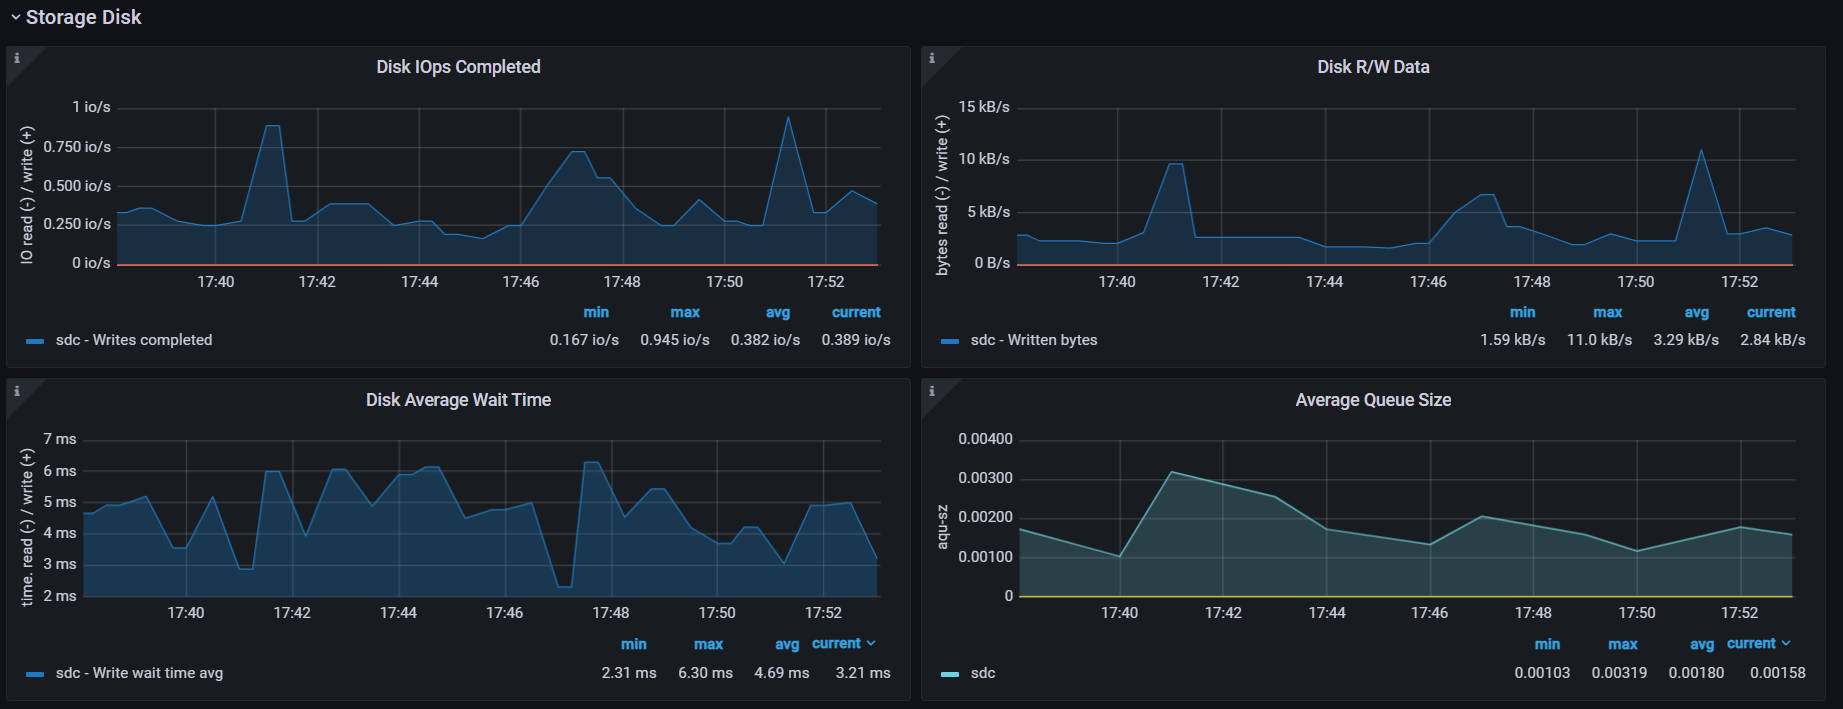 Storage Disk
Disk IOps Completed
IO read (-) / write (+)
1 io/s
0.750 io/s
0.500 io/s
0.250 io/s
0 io/s
17:40 17:42 17:44 17:46 17:48 17:50 17:52
min max avg current
sdc - Writes completed 0.167 io/s 0.945 io/s 0.382 io/s 0.389 io/s
Disk R/W Data
bytes read (-) / write (+)
15 kB/s
10 kB/s
5 kB/s
0 B/s
17:40 17:42 17:44 17:46 17:48 17:50 17:52
min max avg current
sdc - Written bytes 1.59 kB/s 11.0 kB/s 3.29 kB/s 2.84 kB/s
Disk Average Wait Time
time. read (-) / write (+)
7 ms
6 ms
5 ms
4 ms
3 ms
2 ms
17:40 17:42 17:44 17:46 17:48 17:50 17:52
min max avg current
sdc - Write wait time avg 2.31 ms 6.30 ms 4.69 ms 3.21 ms
Average Queue Size
aqu-sz
0.00400
0.00300
0.00200
0.00100
0
17:40 17:42 17:44 17:46 17:48 17:50 17:52
min max avg current
sdc 0.00103 0.00319 0.00180 0.00158